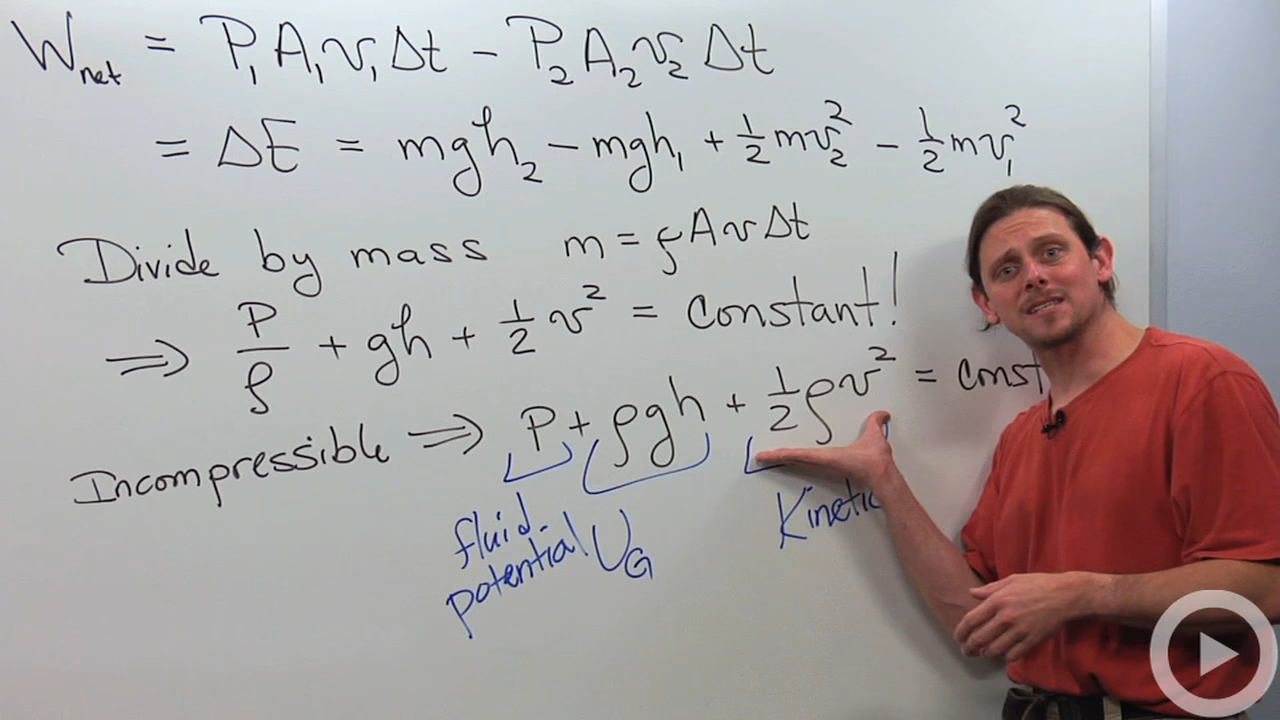 W_net = P₁A₁v₁Δt − P₂A₂v₂Δt
= ΔE = mgh₂ − mgh₁ + ½mv₂² − ½mv₁²
Divide by mass m = ρAvΔt
⇒ P/ρ + gh + ½v² = constant!
Incompressible ⇒ P + ρgh + ½ρv² = const
fluid potential U_G Kinetic